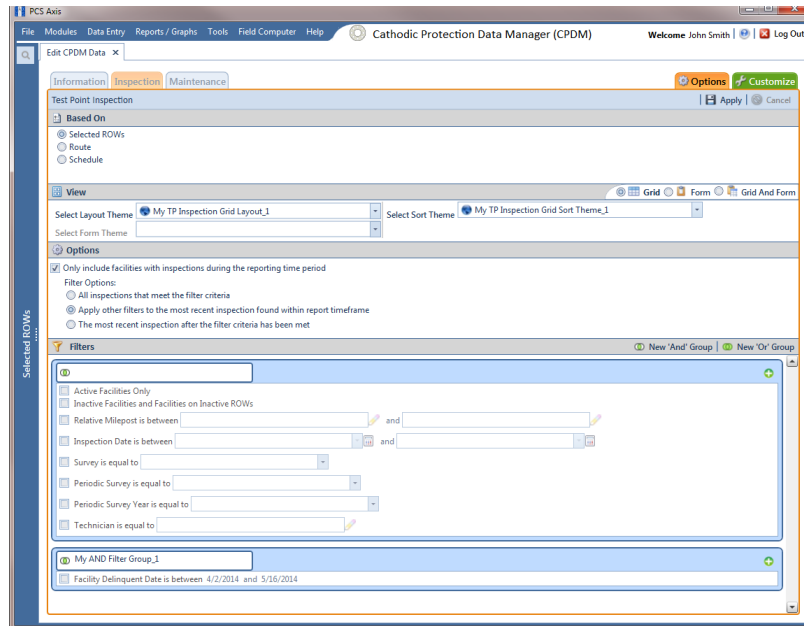 PCS Axis
File Modules Data Entry Reports / Graphs Tools Field Computer Help Cathodic Protection Data Manager (CPDM) Welcome John Smith | | Log Out
Edit CPDM Data ×
Information Inspection Maintenance Options Customize
Test Point Inspection | Apply | Cancel
Based On
Selected ROWs
Route
Schedule
View Grid Form Grid And Form
Select Layout Theme My TP Inspection Grid Layout_1 Select Sort Theme My TP Inspection Grid Sort Theme_1
Select Form Theme
Options
Only include facilities with inspections during the reporting time period
Filter Options:
All inspections that meet the filter criteria
Apply other filters to the most recent inspection found within report timeframe
The most recent inspection after the filter criteria has been met
Selected ROWs
Filters New 'And' Group | New 'Or' Group
Active Facilities Only
Inactive Facilities and Facilities on Inactive ROWs
Relative Milepost is between and
Inspection Date is between and
Survey is equal to
Periodic Survey is equal to
Periodic Survey Year is equal to
Technician is equal to
My AND Filter Group_1
Facility Delinquent Date is between 4/2/2014 and 5/16/2014